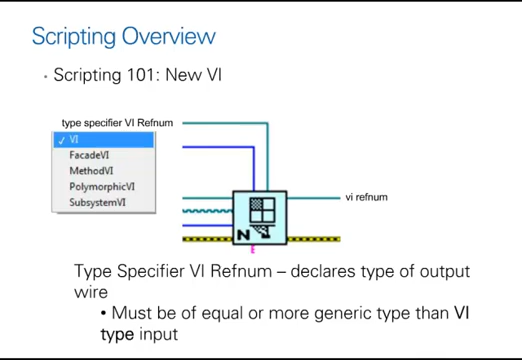 Scripting Overview
• Scripting 101: New VI
type specifier VI Refnum
✓ VI
FacadeVI
MethodVI
PolymorphicVI
SubsystemVI
vi refnum
N
Type Specifier VI Refnum – declares type of output
wire
• Must be of equal or more generic type than VI
type input